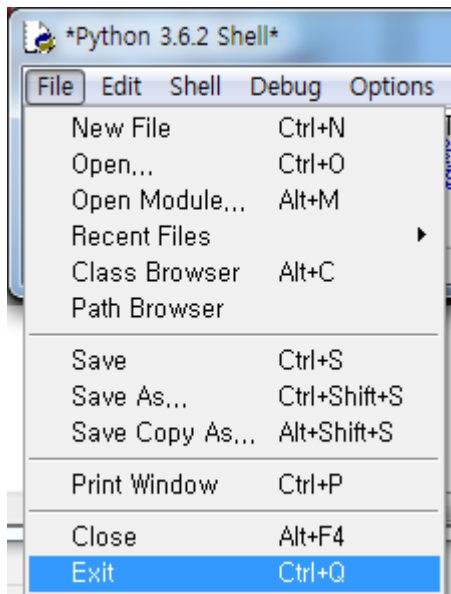 *Python 3.6.2 Shell*
File Edit Shell Debug Options
New File Ctrl+N
Open... Ctrl+O
Open Module... Alt+M
Recent Files
Class Browser Alt+C
Path Browser
Save Ctrl+S
Save As... Ctrl+Shift+S
Save Copy As... Alt+Shift+S
Print Window Ctrl+P
Close Alt+F4
Exit Ctrl+Q